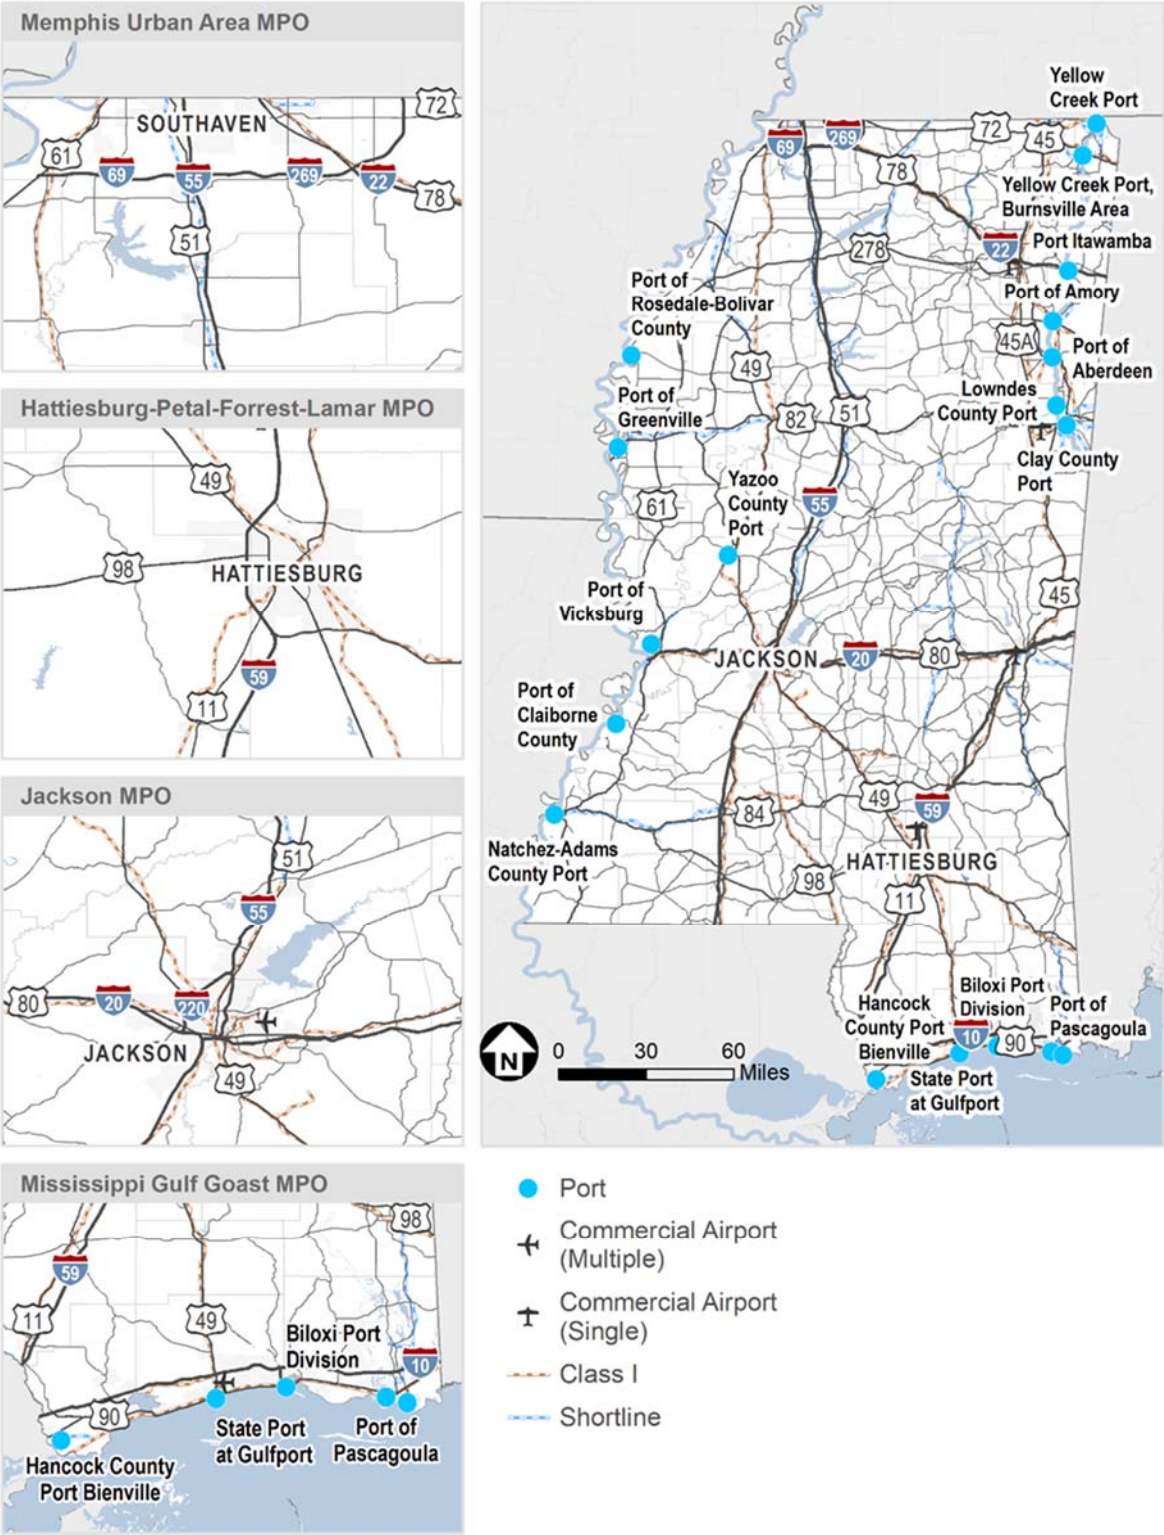 Memphis Urban Area MPO
72
SOUTHAVEN
61
69
55
269
22
78
51
Hattiesburg-Petal-Forrest-Lamar MPO
49
98
HATTIESBURG
59
11
Jackson MPO
51
55
80
20
220
JACKSON
49
Mississippi Gulf Goast MPO
98
59
11
49
Biloxi Port
Division
10
90
State Port
at Gulfport
Port of
Pascagoula
Hancock County
Port Bienville
Yellow
Creek Port
69
269
72
45
78
Yellow Creek Port,
Burnsville Area
278
22
Port Itawamba
Port of
Rosedale-Bolivar
County
Port of Amory
45A
49
Port of
Aberdeen
Port of
Greenville
Lowndes
County Port
82
51
Clay County
Port
Yazoo
County
Port
61
55
Port of
Vicksburg
45
JACKSON
20
80
Port of
Claiborne
County
84
49
59
Natchez-Adams
County Port
HATTIESBURG
98
11
Hancock
County Port
Bienville
Biloxi Port
Division
Port of
Pascagoula
10
90
State Port
at Gulfport
N
0 30 60
Miles
Port
Commercial Airport
(Multiple)
Commercial Airport
(Single)
Class I
Shortline